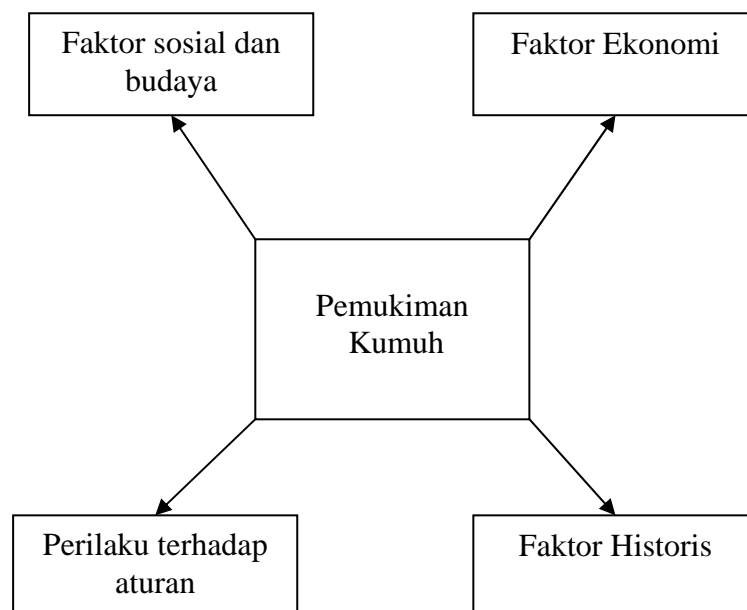 Faktor sosial dan
budaya
Faktor Ekonomi
Pemukiman
Kumuh
Perilaku terhadap
aturan
Faktor Historis